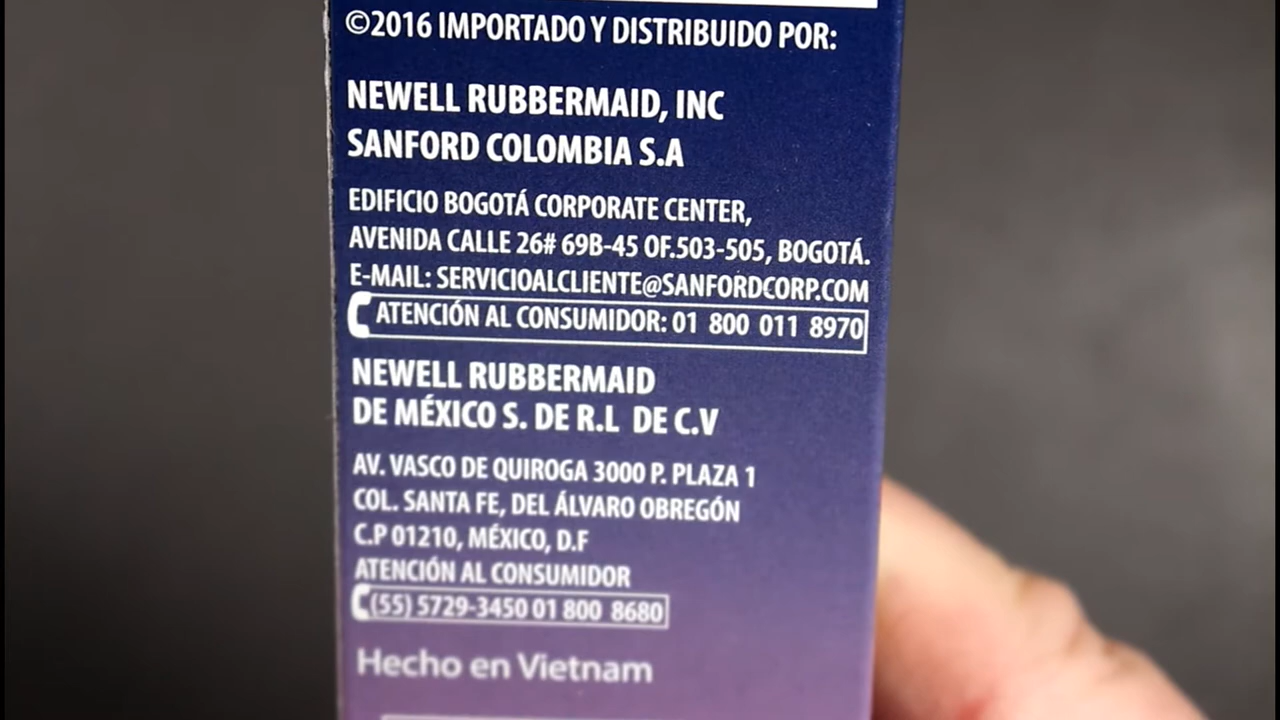 ©2016 IMPORTADO Y DISTRIBUIDO POR:
NEWELL RUBBERMAID, INC
SANFORD COLOMBIA S.A
EDIFICIO BOGOTÁ CORPORATE CENTER,
AVENIDA CALLE 26# 69B-45 OF.503-505, BOGOTÁ.
E-MAIL: SERVICIOALCLIENTE@SANFORDCORP.COM
ATENCIÓN AL CONSUMIDOR: 01 800 011 8970
NEWELL RUBBERMAID
DE MÉXICO S. DE R.L DE C.V
AV. VASCO DE QUIROGA 3000 P. PLAZA 1
COL. SANTA FE, DEL ÁLVARO OBREGÓN
C.P 01210, MÉXICO, D.F
ATENCIÓN AL CONSUMIDOR
(55) 5729-3450 01 800 8680
Hecho en Vietnam